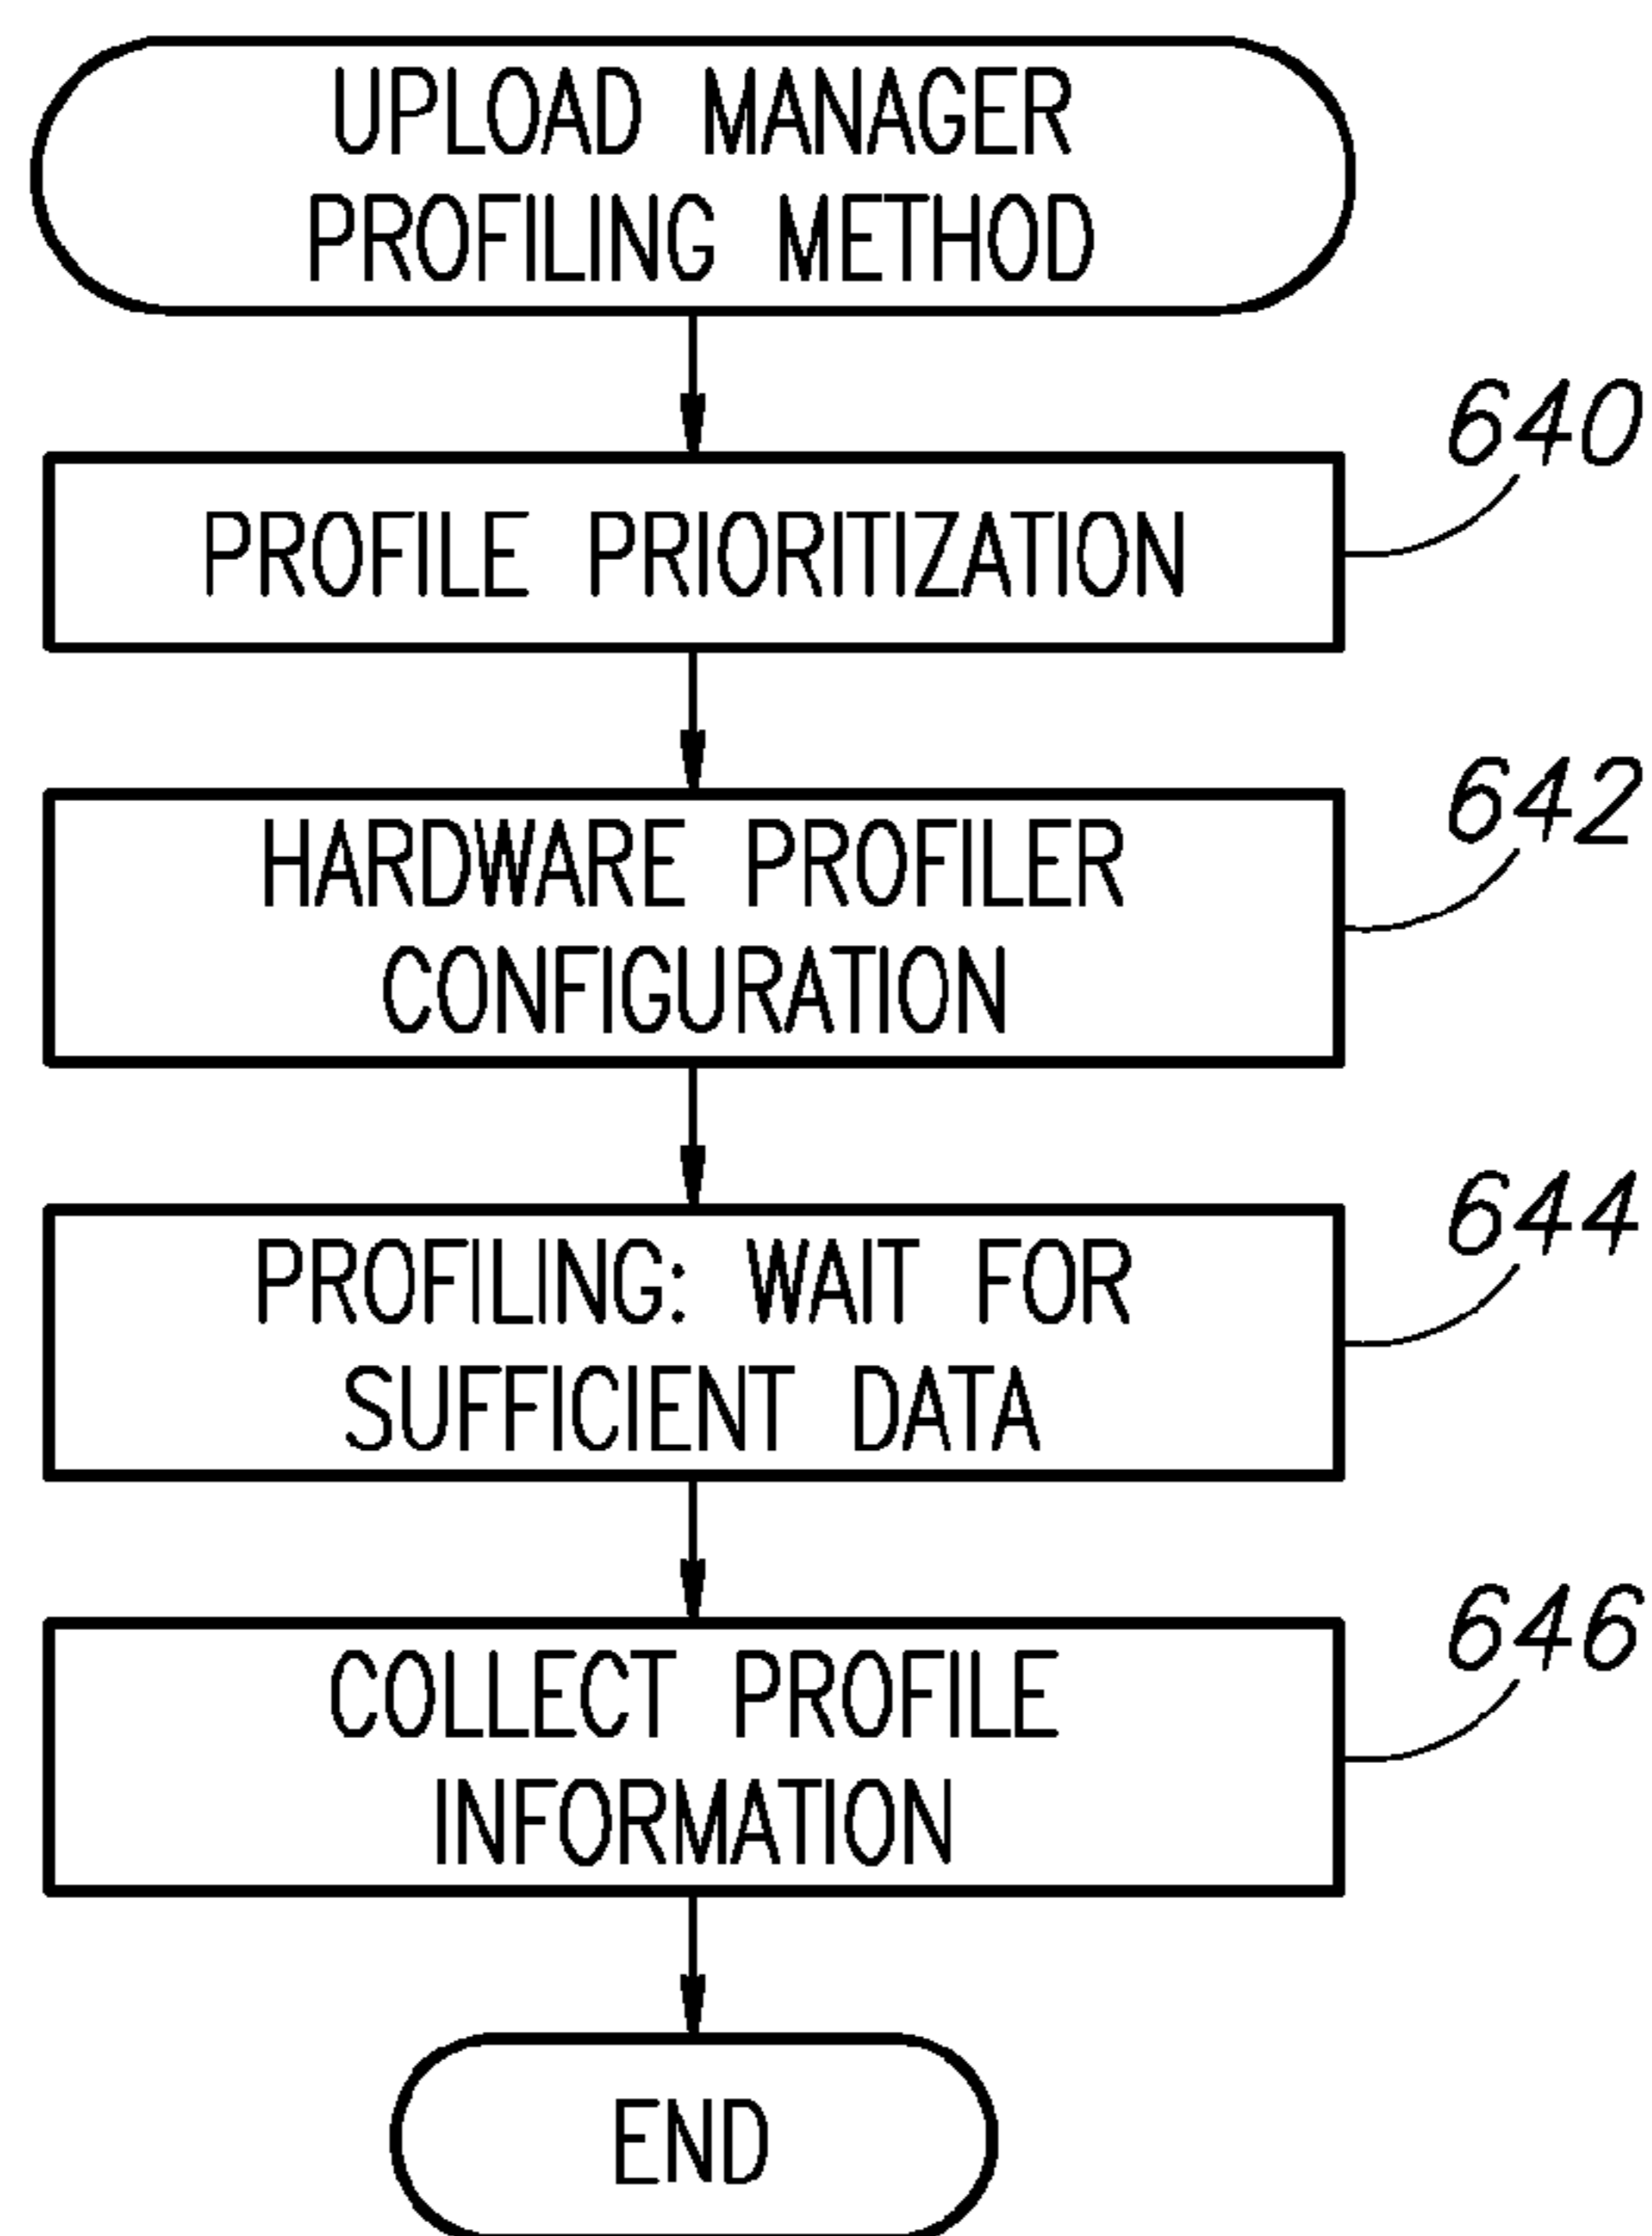 UPLOAD MANAGER
PROFILING METHOD
640
PROFILE PRIORITIZATION
642
HARDWARE PROFILER
CONFIGURATION
644
PROFILING: WAIT FOR
SUFFICIENT DATA
646
COLLECT PROFILE
INFORMATION
END